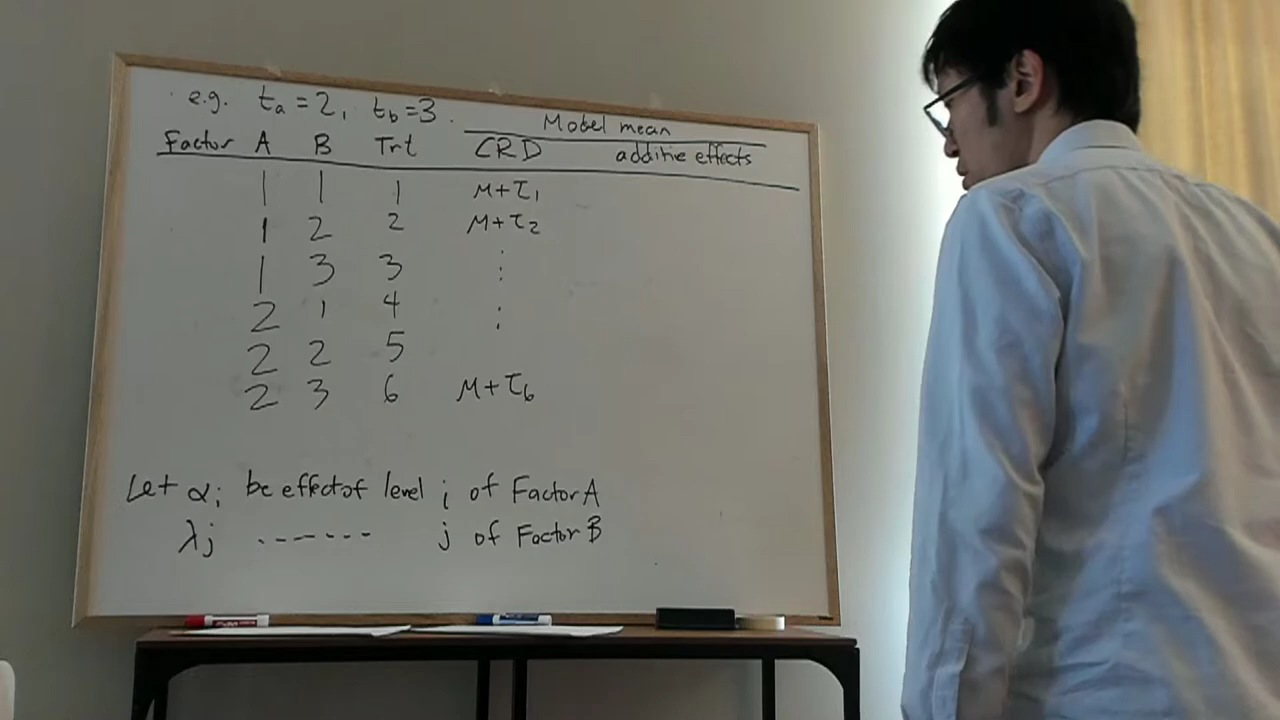 e.g. tₐ = 2, t_b = 3.
Model mean
Factor A B Trt CRD additive effects
1 1 1 M+τ₁
1 2 2 M+τ₂
1 3 3 ⋮
2 1 4 ⋮
2 2 5
2 3 6 M+τ₆
Let αᵢ be effect of level i of Factor A
λⱼ ------- j of Factor B